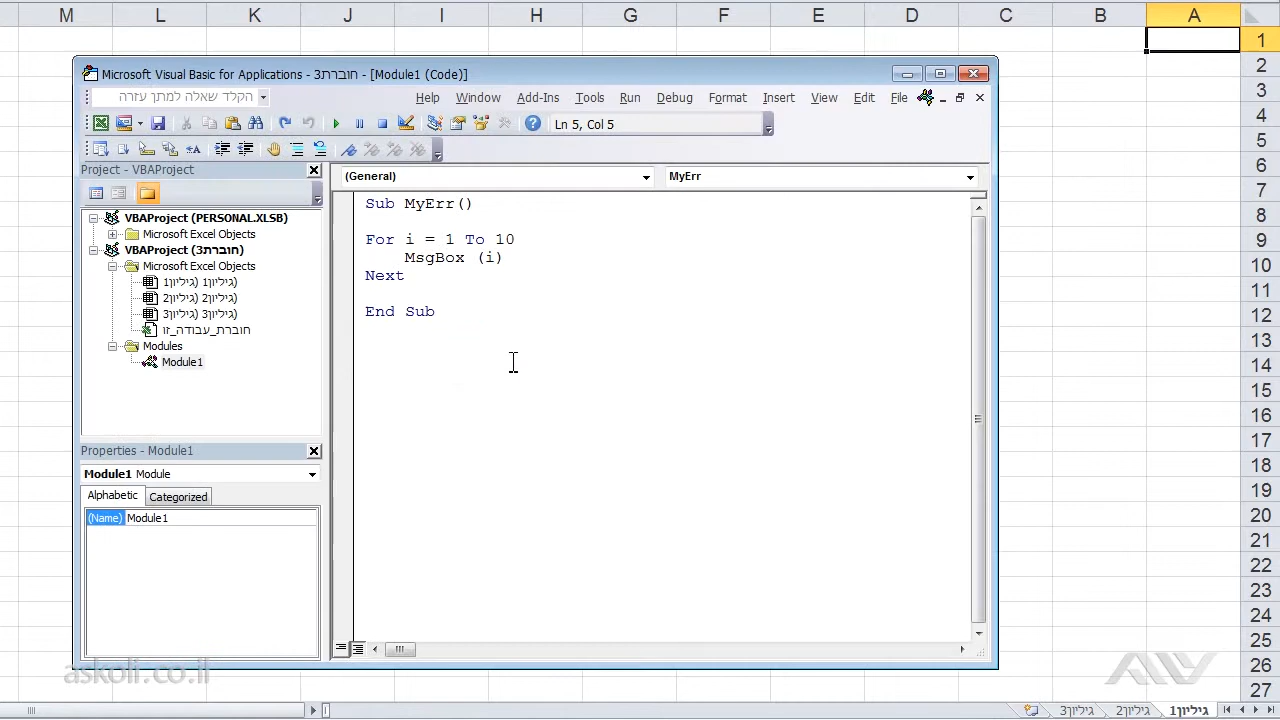 M L K J I H G F E D C B A
Microsoft Visual Basic for Applications - חוברת3 - [Module1 (Code)]
הקלד שאלה למתן עזרה Help Window Add-Ins Tools Run Debug Format Insert View Edit File
Ln 5, Col 5
Project - VBAProject
(General) MyErr
VBAProject (PERSONAL.XLSB)
Microsoft Excel Objects
VBAProject (חוברת3)
Microsoft Excel Objects
גיליון1 (גיליון1)
גיליון2 (גיליון2)
גיליון3 (גיליון3)
חוברת_עבודה_זו
Modules
Module1
Sub MyErr()
For i = 1 To 10
MsgBox (i)
Next
End Sub
Properties - Module1
Module1 Module
Alphabetic Categorized
(Name) Module1
1
2
3
4
5
6
7
8
9
10
11
12
13
14
15
16
17
18
19
20
21
22
23
24
25
26
27
askoli.co.il
גיליון1 גיליון2 גיליון3